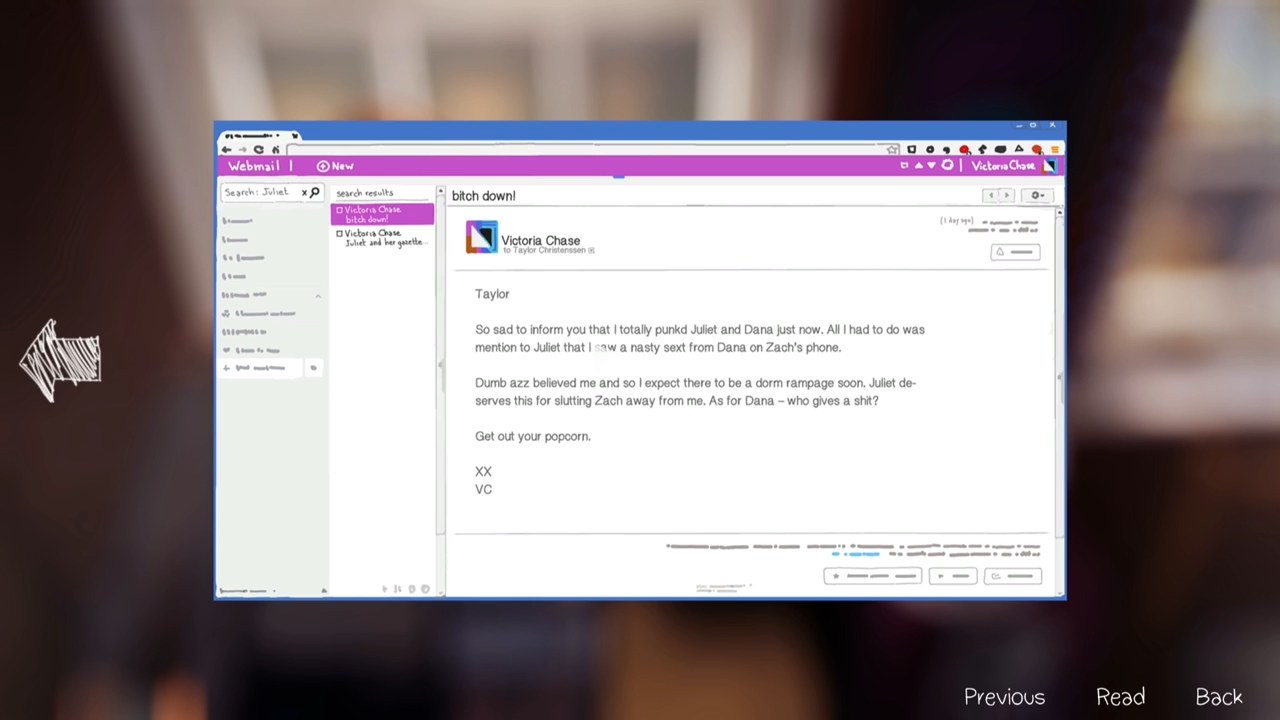 Webmail |
New
Victoria Chase
Search: Juliet x
search results
bitch down!
Victoria Chase
bitch down!
Victoria Chase
Juliet and her gazette...
Victoria Chase
to Taylor Christenssen
(1 day ago)
Taylor
So sad to inform you that I totally punkd Juliet and Dana just now. All I had to do was
mention to Juliet that I saw a nasty sext from Dana on Zach's phone.
Dumb azz believed me and so I expect there to be a dorm rampage soon. Juliet de-
serves this for slutting Zach away from me. As for Dana – who gives a shit?
Get out your popcorn.
XX
VC
Previous
Read
Back